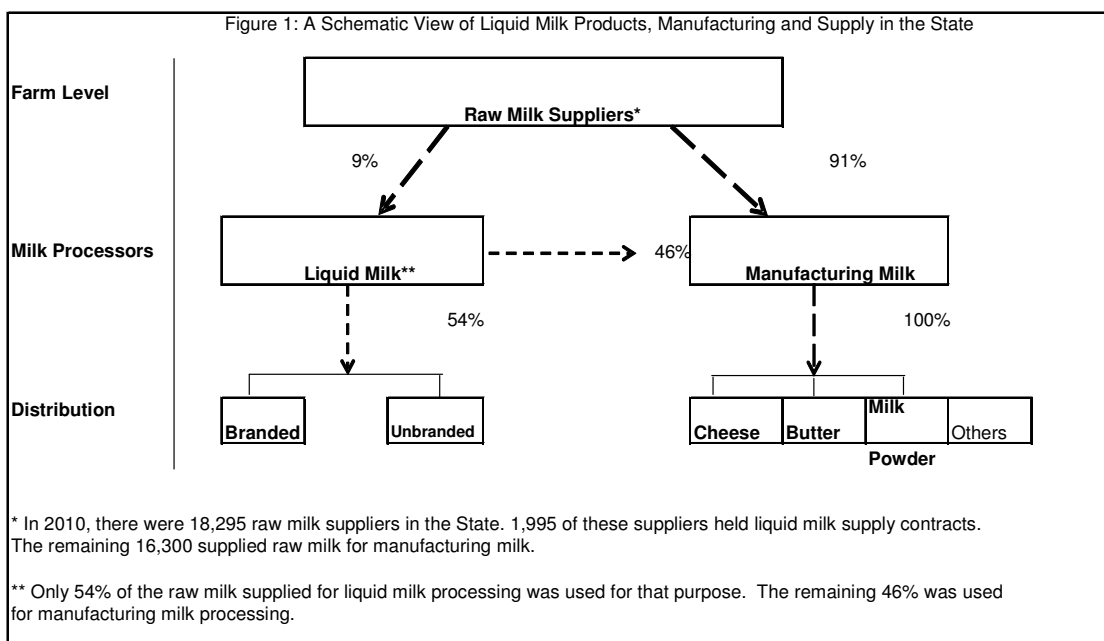 Figure 1: A Schematic View of Liquid Milk Products, Manufacturing and Supply in the State
Farm Level
Raw Milk Suppliers*
9%
91%
Milk Processors
Liquid Milk**
46%
Manufacturing Milk
54%
100%
Distribution
Branded
Unbranded
Cheese
Butter
Milk
Powder
Others
* In 2010, there were 18,295 raw milk suppliers in the State. 1,995 of these suppliers held liquid milk supply contracts.
The remaining 16,300 supplied raw milk for manufacturing milk.
** Only 54% of the raw milk supplied for liquid milk processing was used for that purpose.  The remaining 46% was used
for manufacturing milk processing.